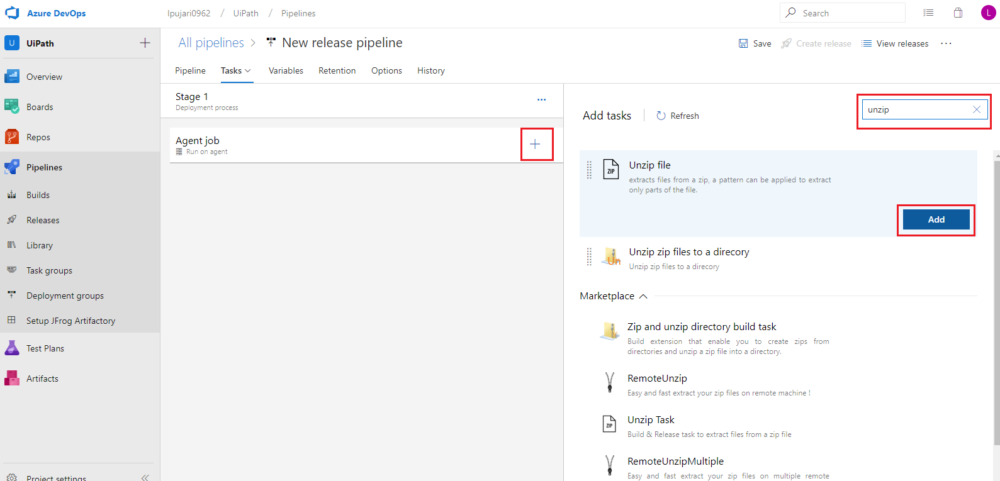 Azure DevOps
lpujari0962 / UiPath / Pipelines
Search
L
U UiPath
Overview
Boards
Repos
Pipelines
Builds
Releases
Library
Task groups
Deployment groups
Setup JFrog Artifactory
Test Plans
Artifacts
Project settings
All pipelines > New release pipeline
Save
Create release
View releases
Pipeline
Tasks
Variables
Retention
Options
History
Stage 1
Deployment process
Agent job
Run on agent
Add tasks
Refresh
unzip
ZIP
Unzip file
extracts files from a zip, a pattern can be applied to extract
only parts of the file.
Add
Un
Unzip zip files to a direcory
Unzip zip files to a direcory
Marketplace
Zip and unzip directory build task
Build extension that enable you to create zips from
directories and unzip a zip file into a directory.
RemoteUnzip
Easy and fast extract your zip files on remote machine !
ZIP
Unzip Task
Build & Release task to extract files from a zip file
RemoteUnzipMultiple
Easy and fast extract your zip files on multiple remote